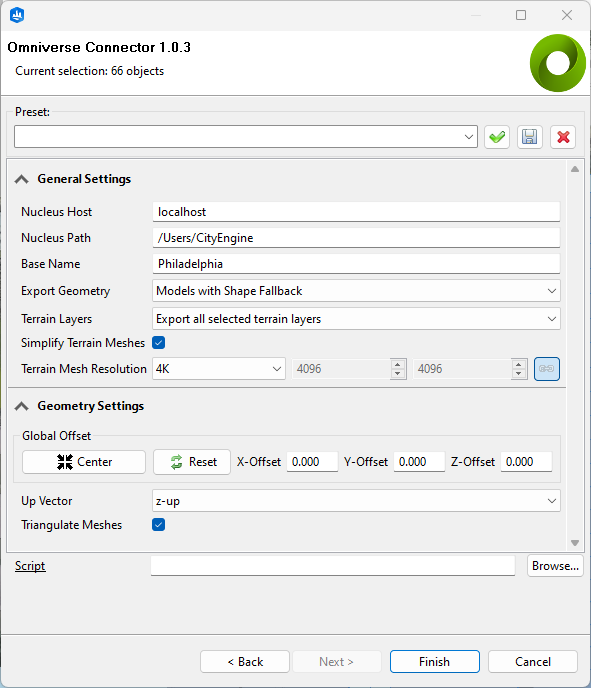 Omniverse Connector 1.0.3
Current selection: 66 objects
Preset:
General Settings
Nucleus Host localhost
Nucleus Path /Users/CityEngine
Base Name Philadelphia
Export Geometry Models with Shape Fallback
Terrain Layers Export all selected terrain layers
Simplify Terrain Meshes
Terrain Mesh Resolution 4K 4096 4096
Geometry Settings
Global Offset
Center Reset X-Offset 0.000 Y-Offset 0.000 Z-Offset 0.000
Up Vector z-up
Triangulate Meshes
Script Browse...
< Back Next > Finish Cancel